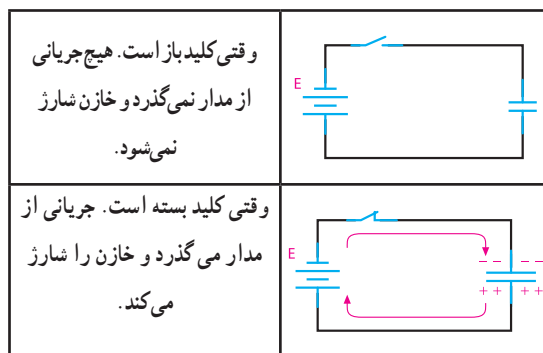 وقتی کلید باز است. هیچ جریانی
از مدار نمی‌گذرد و خازن شارژ
نمی‌شود.
E
وقتی کلید بسته است. جریانی از
مدار می گذرد و خازن را شارژ
می‌کند.
E
− − − −
+ + + +